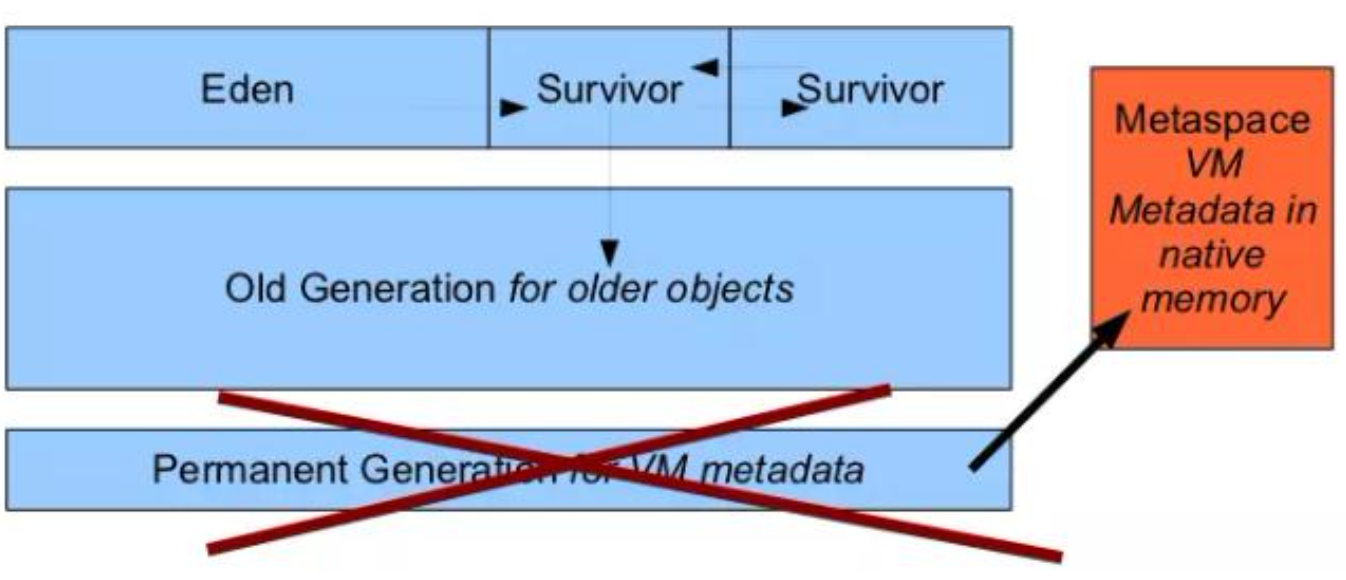 Eden
Survivor
Survivor
Old Generation for older objects
Permanent Generation for VM metadata
Metaspace
VM
Metadata in
native
memory